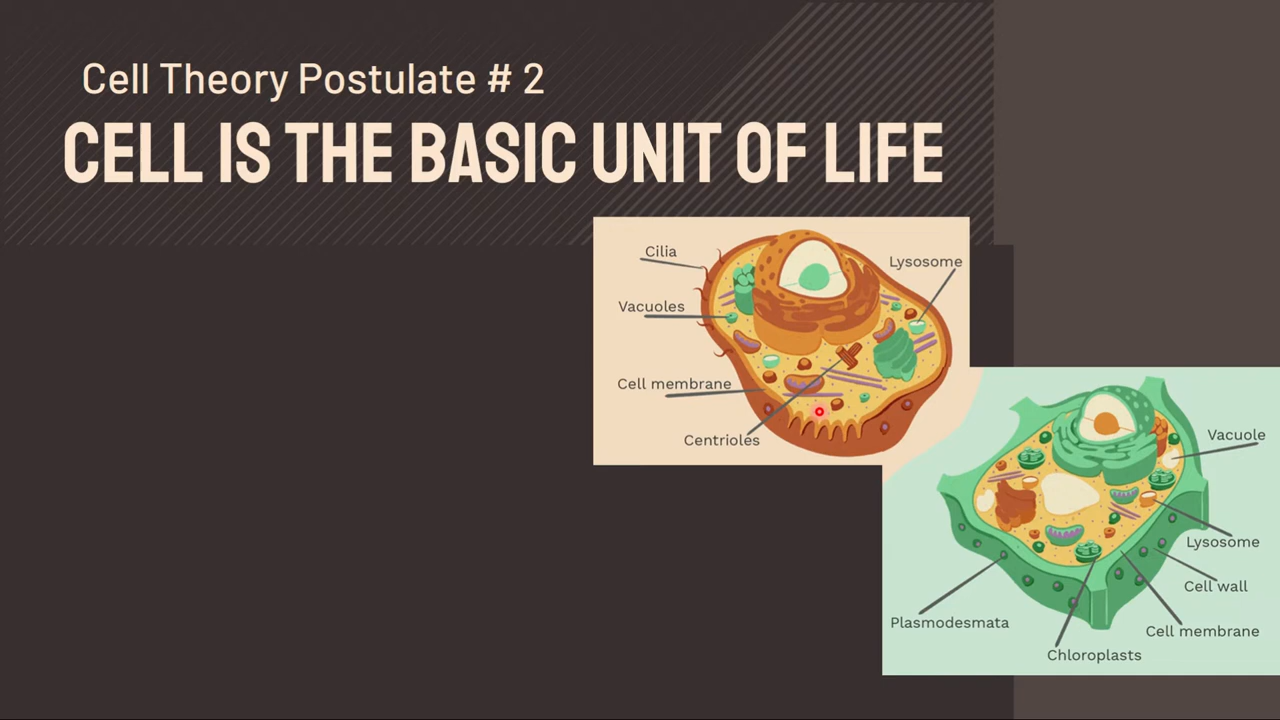 Cell Theory Postulate # 2
CELL IS THE BASIC UNIT OF LIFE
Cilia
Lysosome
Vacuoles
Cell membrane
Centrioles
Vacuole
Lysosome
Cell wall
Plasmodesmata
Cell membrane
Chloroplasts